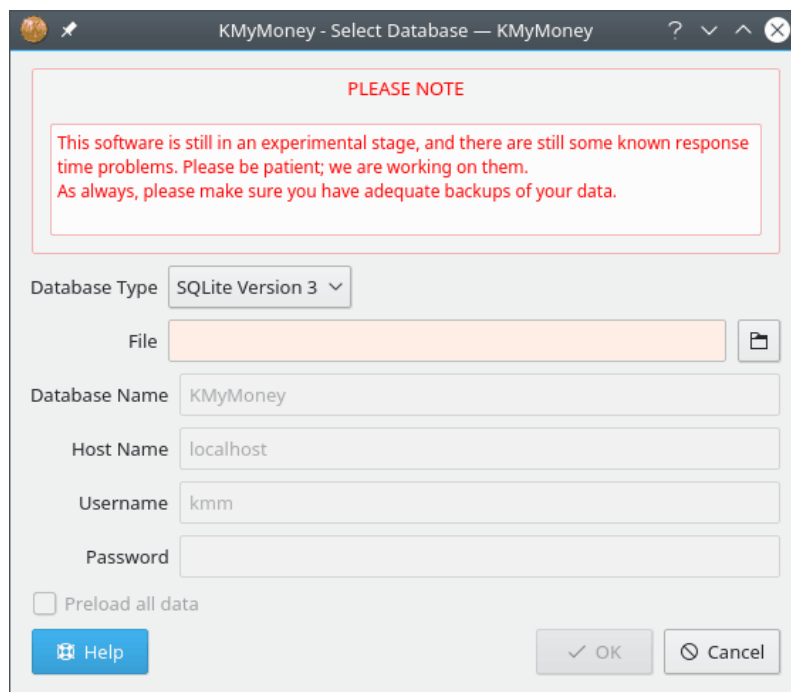 KMyMoney - Select Database — KMyMoney
PLEASE NOTE
This software is still in an experimental stage, and there are still some known response
time problems. Please be patient; we are working on them.
As always, please make sure you have adequate backups of your data.
Database Type SQLite Version 3
File
Database Name KMyMoney
Host Name localhost
Username kmm
Password
Preload all data
Help OK Cancel